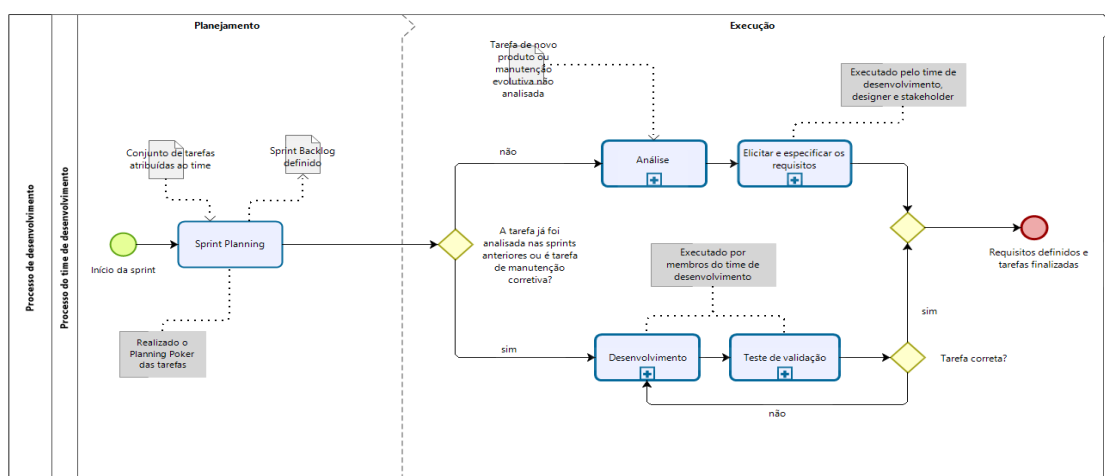 Processo de desenvolvimento
Processo do time de desenvolvimento
Planejamento
Execução
Conjunto de tarefas
atribuídas ao time
Sprint Backlog
definido
Início da sprint
Sprint Planning
Realizado o
Planning Poker
das tarefas
Tarefa de novo
produto ou
manutenção
evolutiva não
analisada
Executado pelo time de
desenvolvimento,
designer e stakeholder
não
Análise
Elicitar e especificar os
requisitos
A tarefa já foi
analisada nas sprints
anteriores ou é tarefa
de manutenção
corretiva?
Executado por
membros do time de
desenvolvimento
Requisitos definidos e
tarefas finalizadas
sim
sim
Desenvolvimento
Teste de validação
Tarefa correta?
não